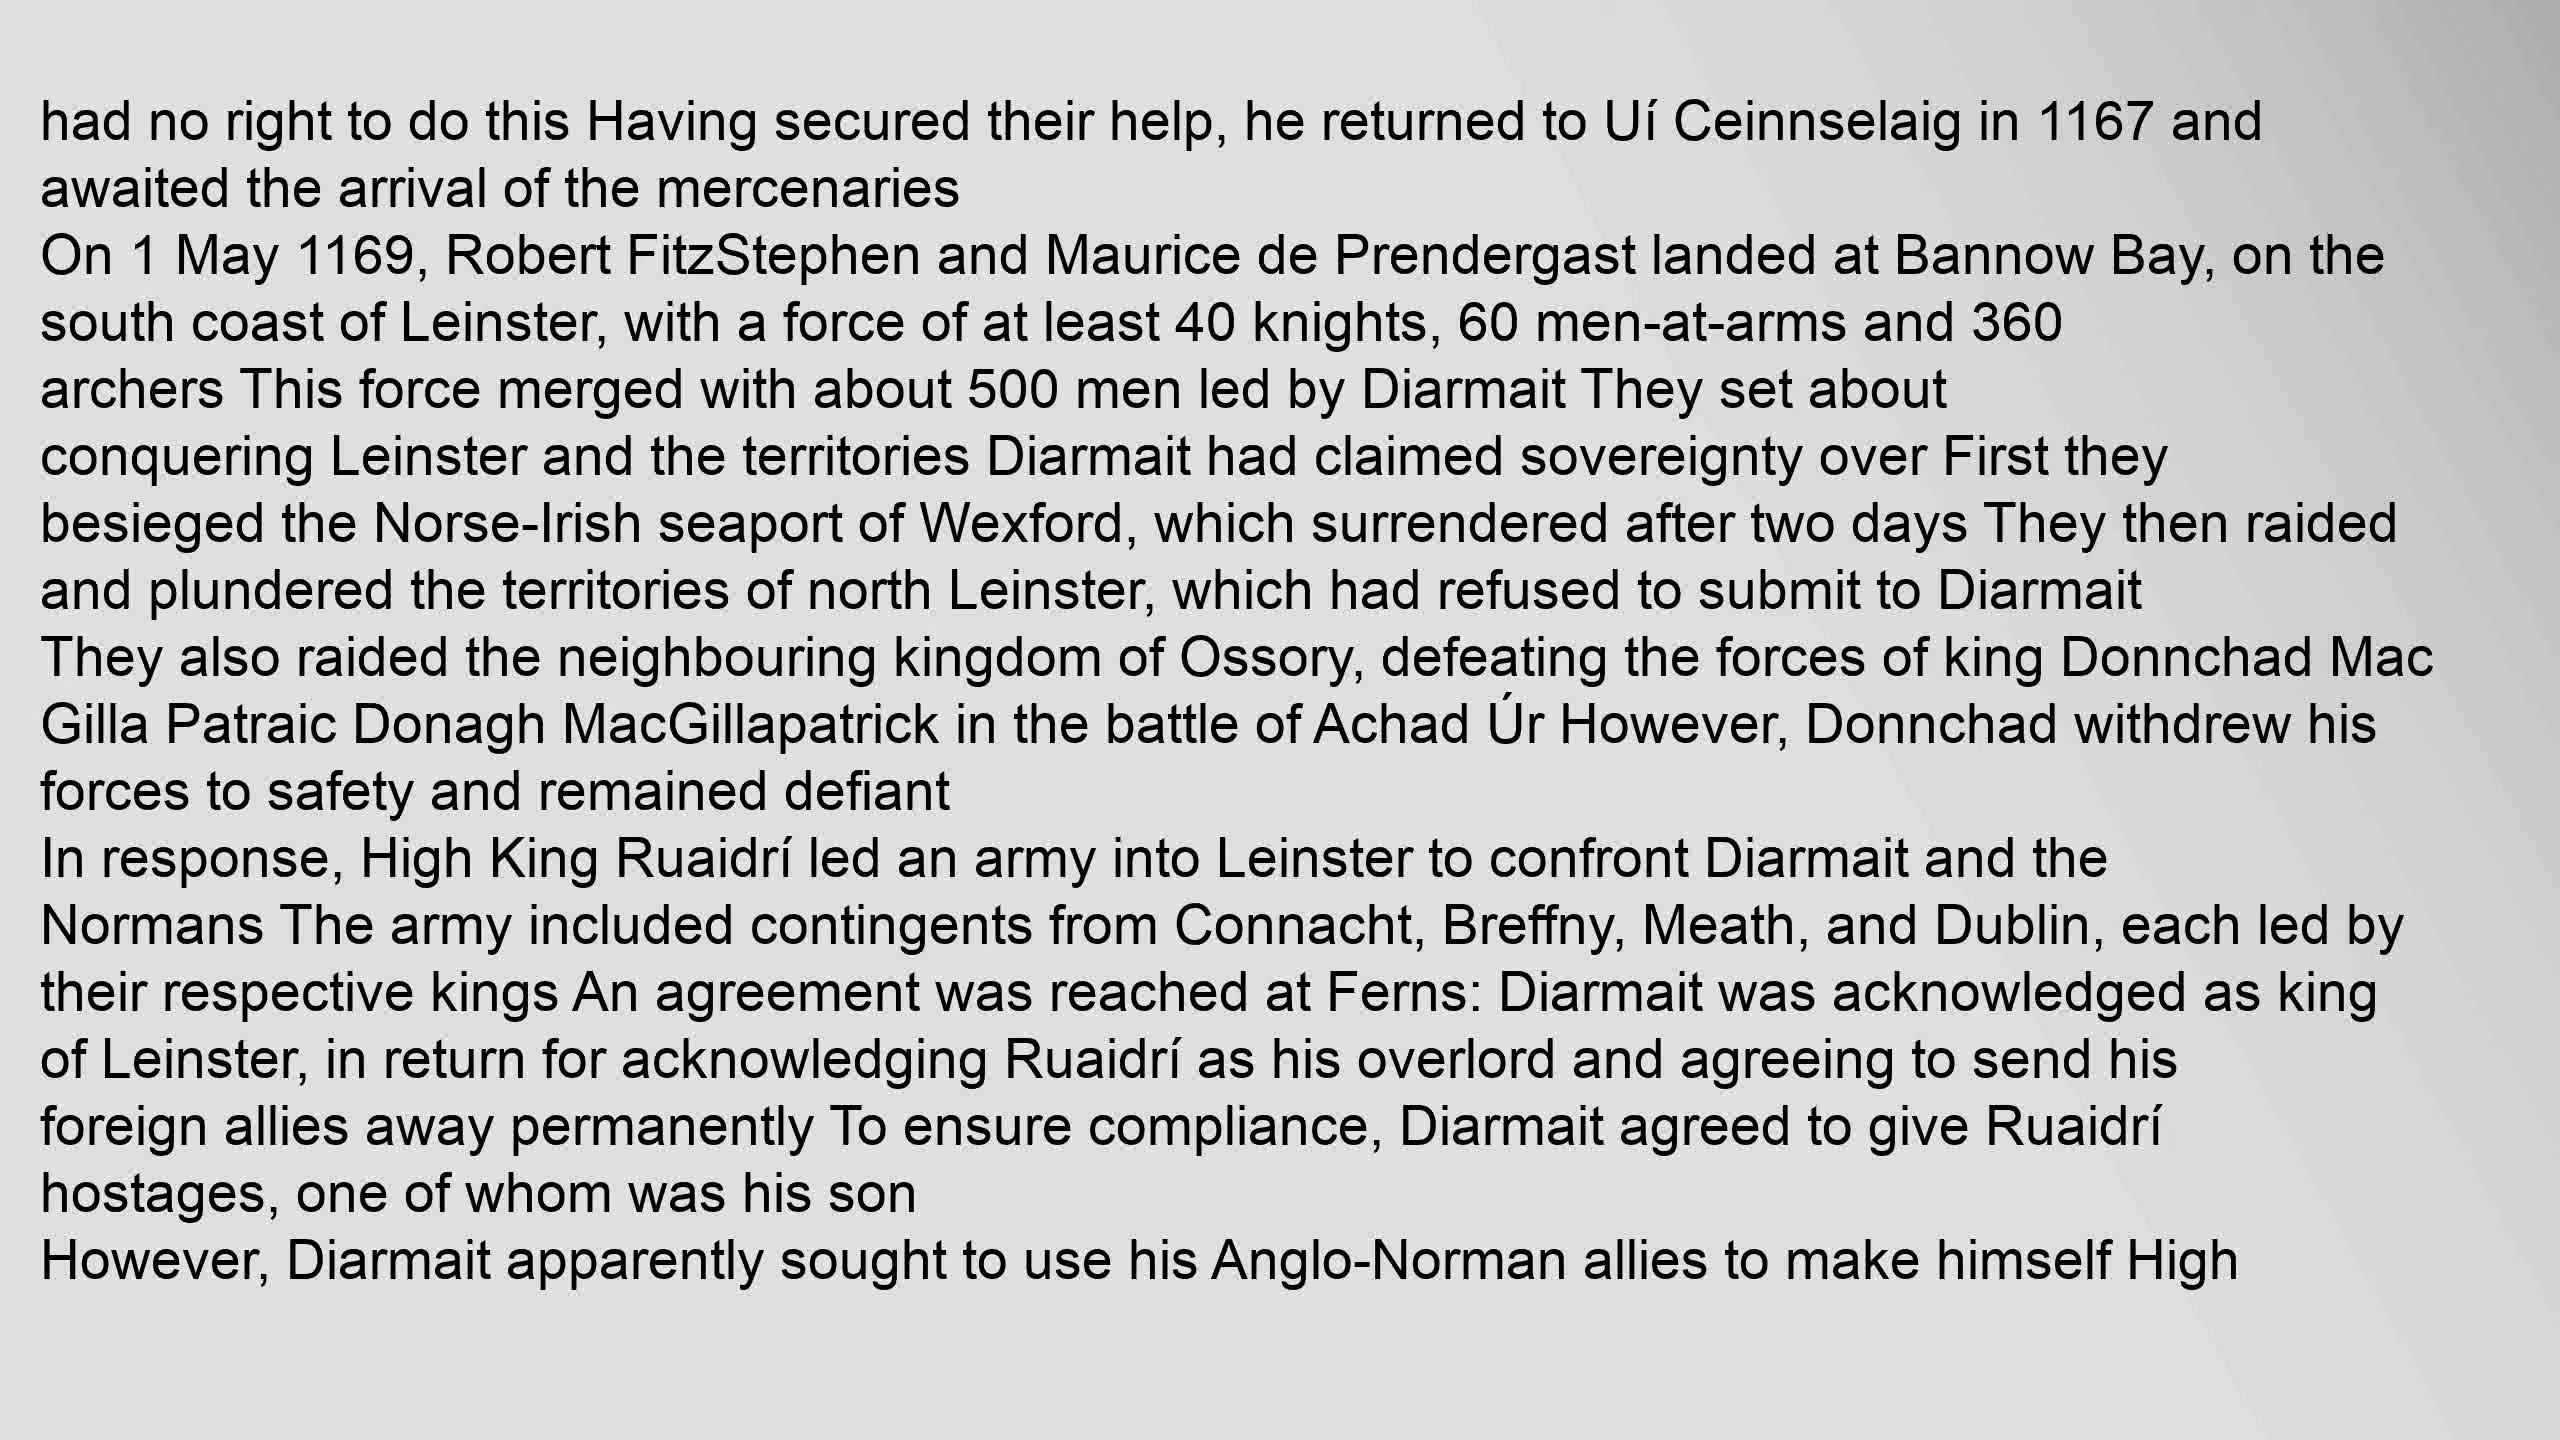 had no right to do this Having secured their help, he returned to Uí Ceinnselaig in 1167 and
awaited the arrival of the mercenaries
On 1 May 1169, Robert FitzStephen and Maurice de Prendergast landed at Bannow Bay, on the
south coast of Leinster, with a force of at least 40 knights, 60 men-at-arms and 360
archers This force merged with about 500 men led by Diarmait They set about
conquering Leinster and the territories Diarmait had claimed sovereignty over First they
besieged the Norse-Irish seaport of Wexford, which surrendered after two days They then raided
and plundered the territories of north Leinster, which had refused to submit to Diarmait
They also raided the neighbouring kingdom of Ossory, defeating the forces of king Donnchad Mac
Gilla Patraic Donagh MacGillapatrick in the battle of Achad Úr However, Donnchad withdrew his
forces to safety and remained defiant
In response, High King Ruaidrí led an army into Leinster to confront Diarmait and the
Normans The army included contingents from Connacht, Breffny, Meath, and Dublin, each led by
their respective kings An agreement was reached at Ferns: Diarmait was acknowledged as king
of Leinster, in return for acknowledging Ruaidrí as his overlord and agreeing to send his
foreign allies away permanently To ensure compliance, Diarmait agreed to give Ruaidrí
hostages, one of whom was his son
However, Diarmait apparently sought to use his Anglo-Norman allies to make himself High